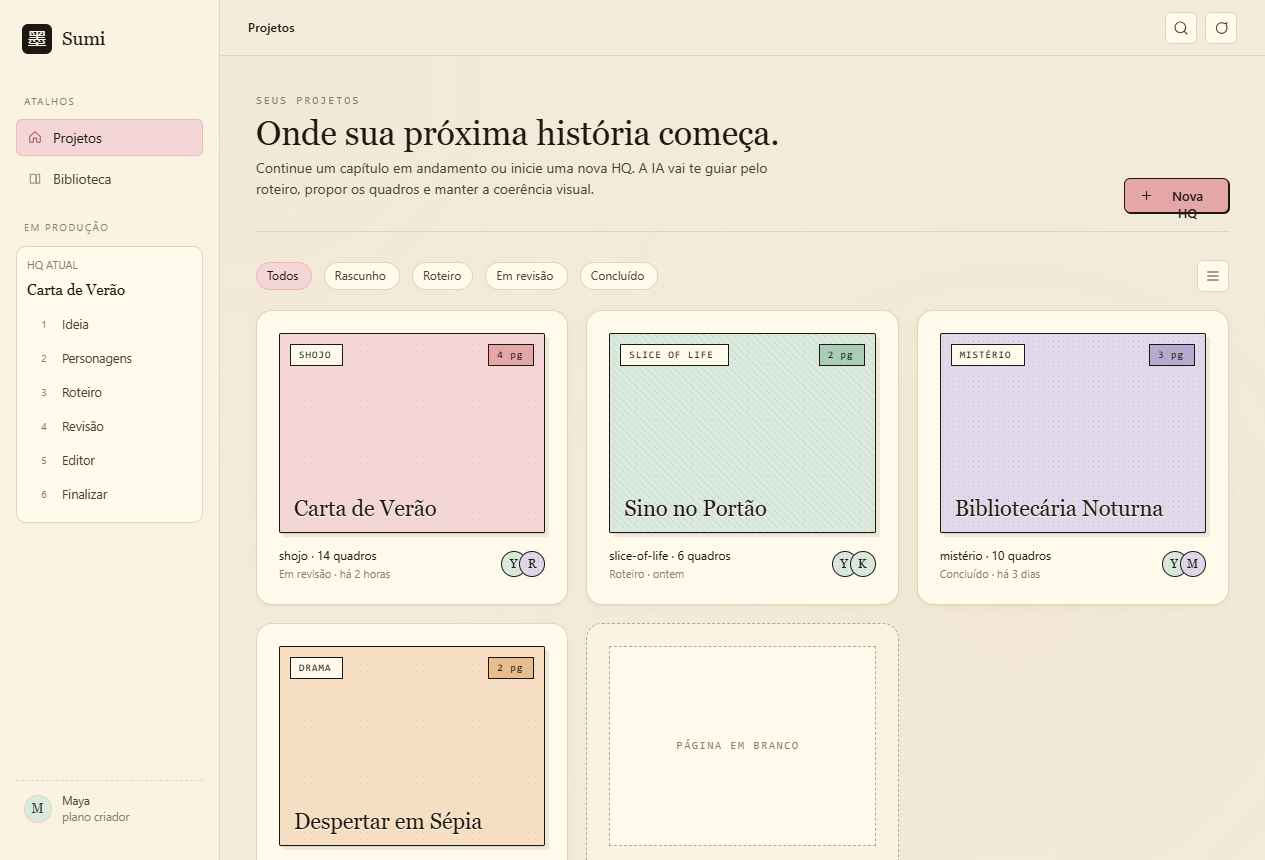 墨 Sumi
ATALHOS
Projetos
Biblioteca
EM PRODUÇÃO
HQ ATUAL
Carta de Verão
1 Ideia
2 Personagens
3 Roteiro
4 Revisão
5 Editor
6 Finalizar
M Maya
plano criador
Projetos
SEUS PROJETOS
Onde sua próxima história começa.
Continue um capítulo em andamento ou inicie uma nova HQ. A IA vai te guiar pelo
roteiro, propor os quadros e manter a coerência visual.
+ Nova
HQ
Todos Rascunho Roteiro Em revisão Concluído
SHOJO 4 pg
Carta de Verão
shojo · 14 quadros
Em revisão · há 2 horas
Y R
SLICE OF LIFE 2 pg
Sino no Portão
slice-of-life · 6 quadros
Roteiro · ontem
Y K
MISTÉRIO 3 pg
Bibliotecária Noturna
mistério · 10 quadros
Concluído · há 3 dias
Y M
DRAMA 2 pg
Despertar em Sépia
PÁGINA EM BRANCO